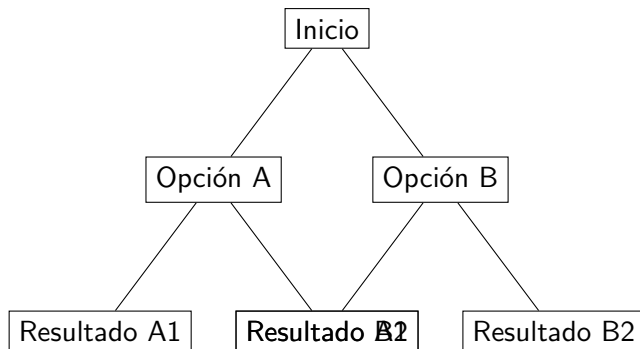 Inicio
Opción A
Opción B
Resultado A1
Resultado
Resultado B2